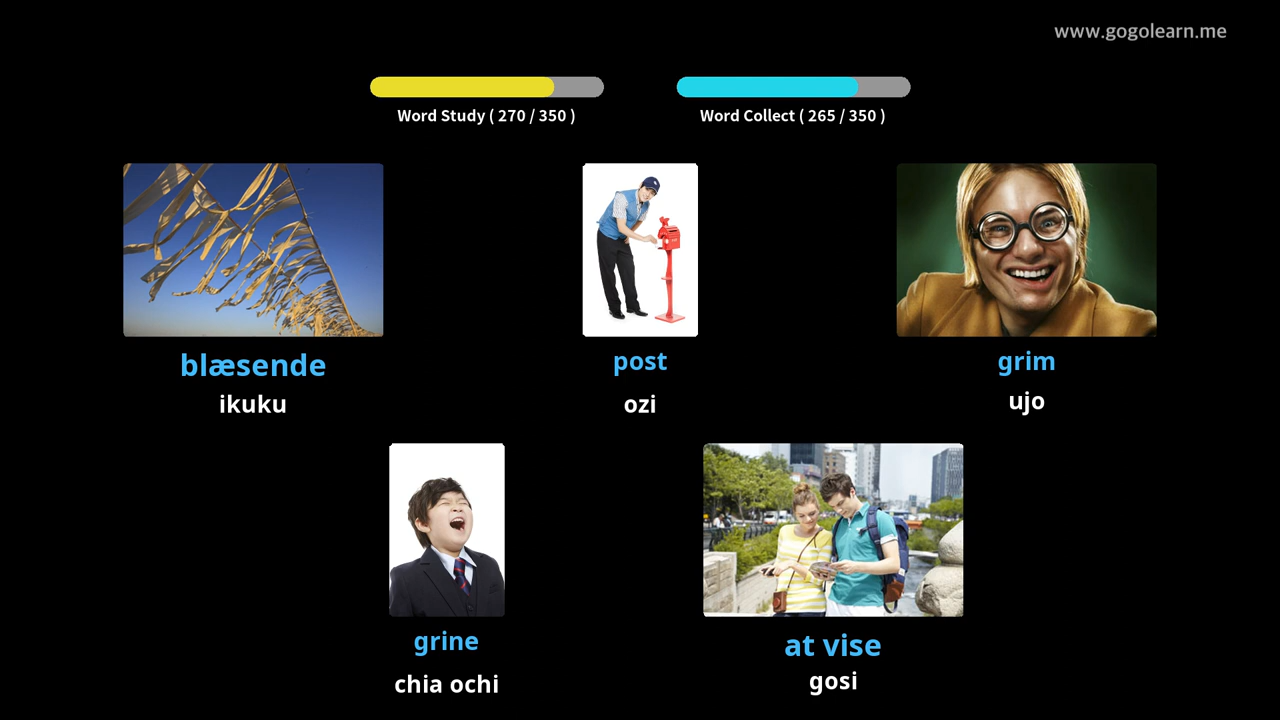 www.gogolearn.me
Word Study ( 270 / 350 )
Word Collect ( 265 / 350 )
blæsende
ikuku
post
ozi
grim
ujo
grine
chia ochi
at vise
gosi